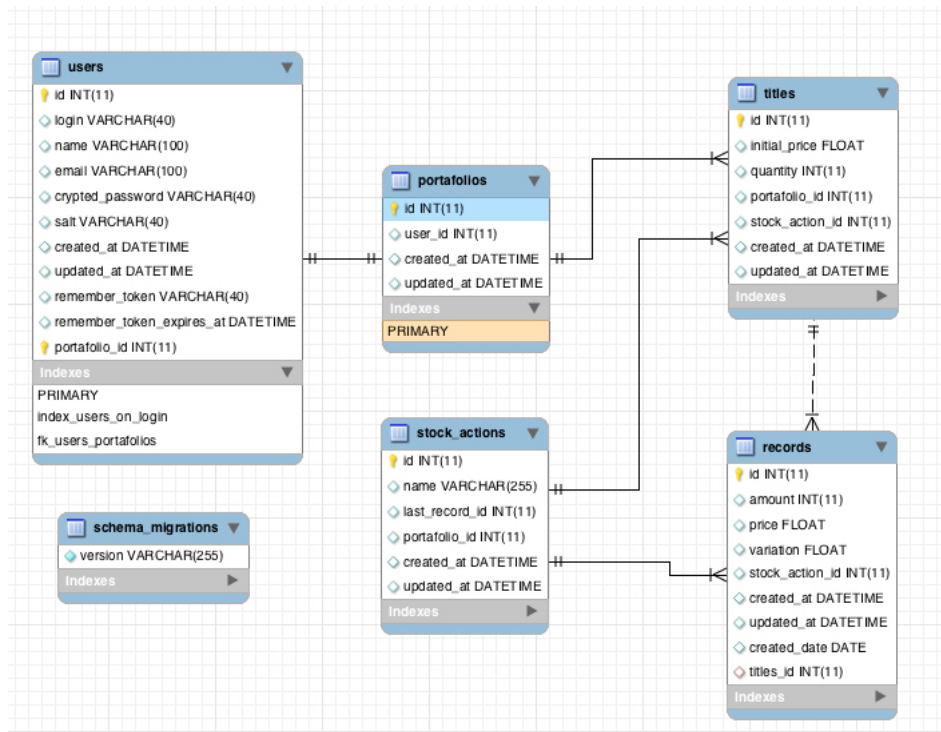 users
id INT(11)
login VARCHAR(40)
name VARCHAR(100)
email VARCHAR(100)
crypted_password VARCHAR(40)
salt VARCHAR(40)
created_at DATETIME
updated_at DATETIME
remember_token VARCHAR(40)
remember_token_expires_at DATETIME
portafolio_id INT(11)
Indexes
PRIMARY
index_users_on_login
fk_users_portafolios
schema_migrations
version VARCHAR(255)
Indexes
portafolios
id INT(11)
user_id INT(11)
created_at DATETIME
updated_at DATETIME
Indexes
PRIMARY
stock_actions
id INT(11)
name VARCHAR(255)
last_record_id INT(11)
portafolio_id INT(11)
created_at DATETIME
updated_at DATETIME
Indexes
titles
id INT(11)
initial_price FLOAT
quantity INT(11)
portafolio_id INT(11)
stock_action_id INT(11)
created_at DATETIME
updated_at DATETIME
Indexes
records
id INT(11)
amount INT(11)
price FLOAT
variation FLOAT
stock_action_id INT(11)
created_at DATETIME
updated_at DATETIME
created_date DATE
titles_id INT(11)
Indexes